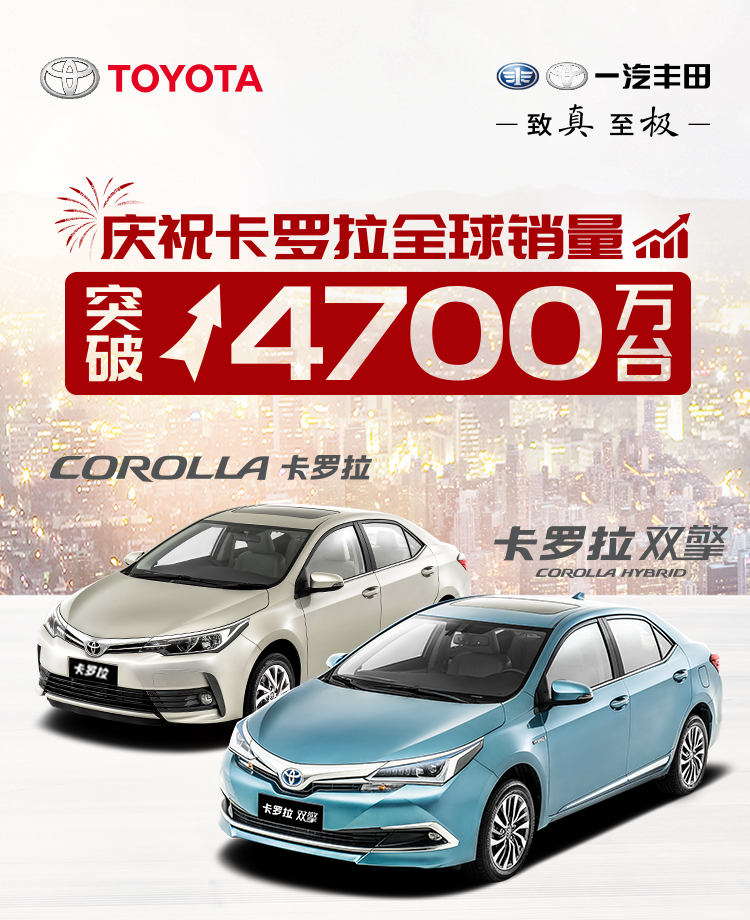 TOYOTA
一汽丰田
致真 至极
庆祝卡罗拉全球销量
突破 4700 万台
COROLLA 卡罗拉
卡罗拉 双擎
COROLLA HYBRID
卡罗拉
卡罗拉 双擎